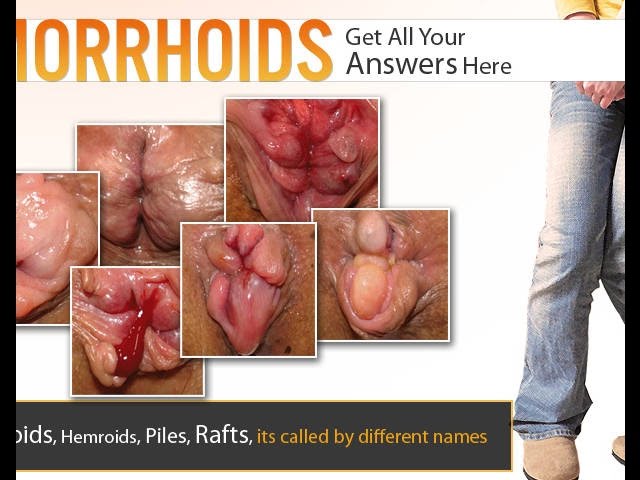 MORRHOIDS Get All Your
Answers Here
oids, Hemroids, Piles, Rafts, its called by different names